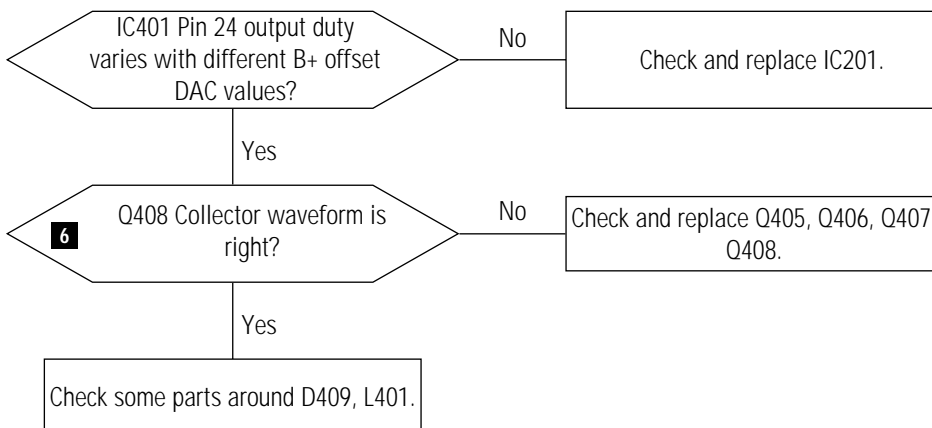 IC401 Pin 24 output duty
varies with different B+ offset
DAC values?
No
Check and replace IC201.
Yes
6
Q408 Collector waveform is
right?
No
Check and replace Q405, Q406, Q407
Q408.
Yes
Check some parts around D409, L401.